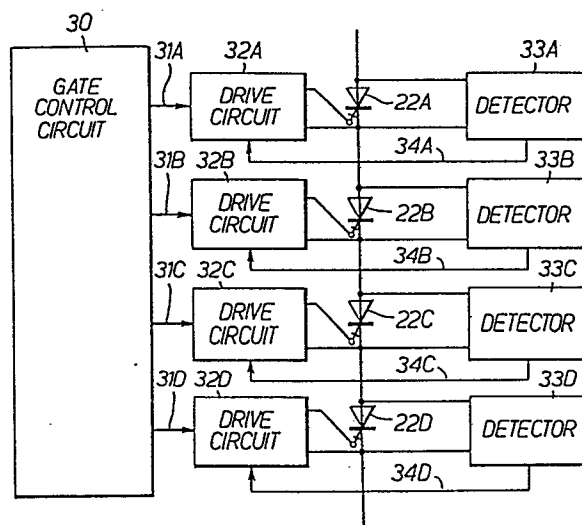 30
GATE
CONTROL
CIRCUIT
31A
32A
DRIVE
CIRCUIT
22A
33A
DETECTOR
34A
31B
32B
DRIVE
CIRCUIT
22B
33B
DETECTOR
34B
31C
32C
DRIVE
CIRCUIT
22C
33C
DETECTOR
34C
31D
32D
DRIVE
CIRCUIT
22D
33D
DETECTOR
34D